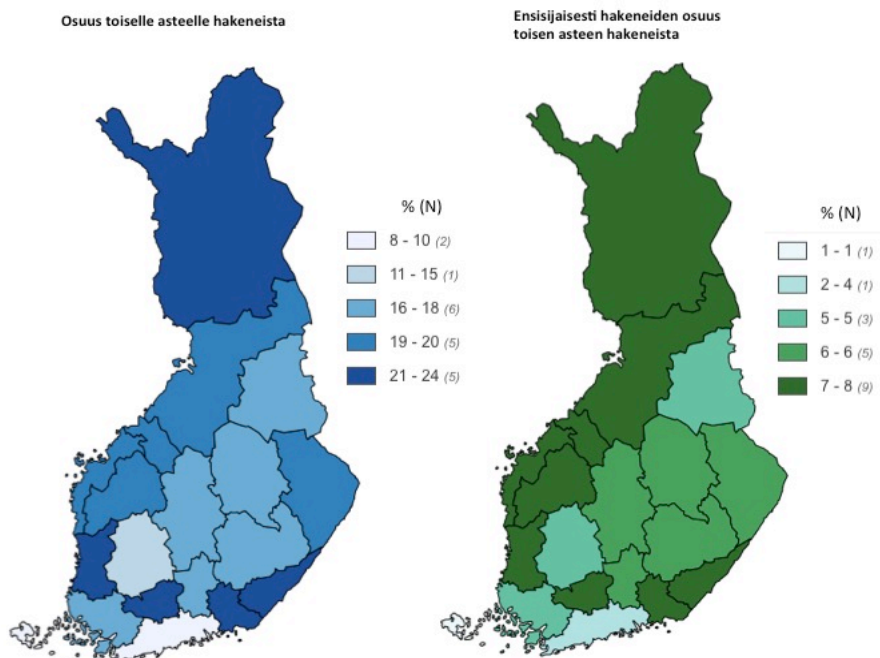 Osuus toiselle asteelle hakeneista
% (N)
8 - 10 (2)
11 - 15 (1)
16 - 18 (6)
19 - 20 (5)
21 - 24 (5)
Ensisijaisesti hakeneiden osuus
toisen asteen hakeneista
% (N)
1 - 1 (1)
2 - 4 (1)
5 - 5 (3)
6 - 6 (5)
7 - 8 (9)